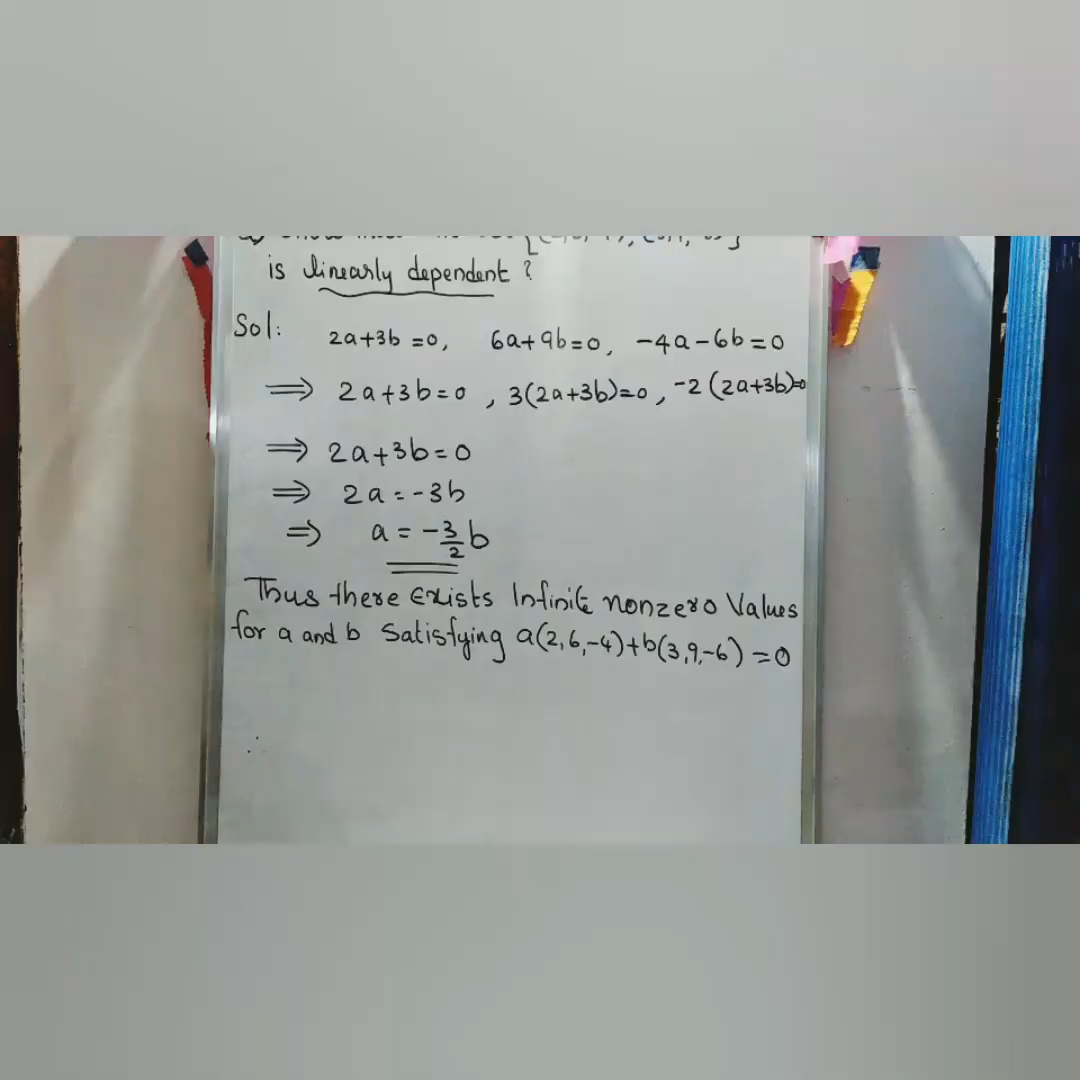 is linearly dependent ?
Sol: 2a+3b =0, 6a+9b=0, -4a-6b=0
⟹ 2a+3b=0 , 3(2a+3b)=0, -2(2a+3b)=0
⟹ 2a+3b=0
⟹ 2a = -3b
⟹ a = -3/2 b
Thus there exists Infinite nonzero Values
for a and b Satisfying a(2,6,-4)+b(3,9,-6) =0